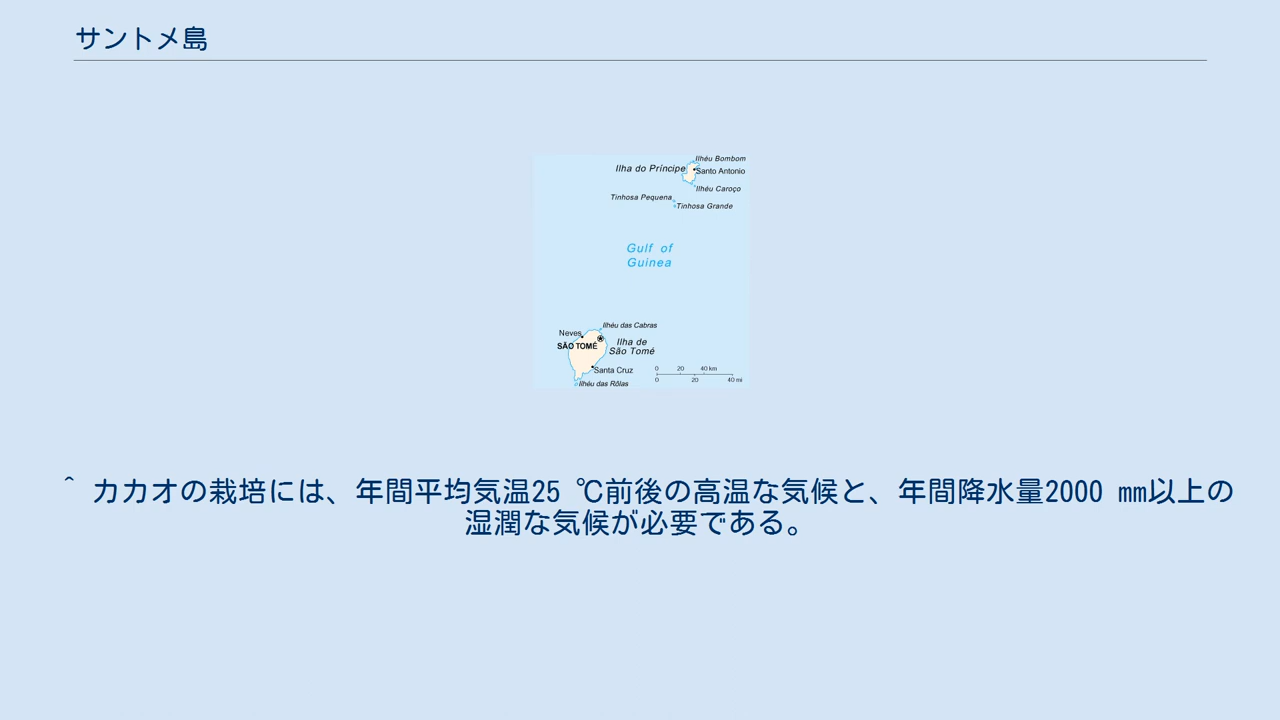 サントメ島
Ilhéu Bombom
Ilha do Príncipe
Santo Antonio
Ilhéu Caroço
Tinhosa Pequena
Tinhosa Grande
Gulf of
Guinea
Ilhéu das Cabras
Neves
SÃO TOMÉ
Ilha de
São Tomé
Santa Cruz
0 20 40 km
0 20 40 mi
Ilhéu das Rôlas
^ カカオの栽培には、年間平均気温25 ℃前後の高温な気候と、年間降水量2000 mm以上の
湿潤な気候が必要である。